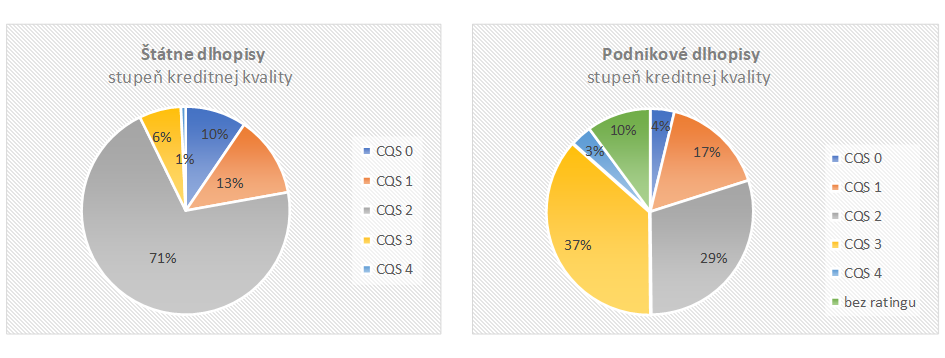 Štátne dlhopisy
stupeň kreditnej kvality
10%
13%
71%
6%
1%
CQS 0
CQS 1
CQS 2
CQS 3
CQS 4
Podnikové dlhopisy
stupeň kreditnej kvality
4%
17%
29%
37%
3%
10%
CQS 0
CQS 1
CQS 2
CQS 3
CQS 4
bez ratingu